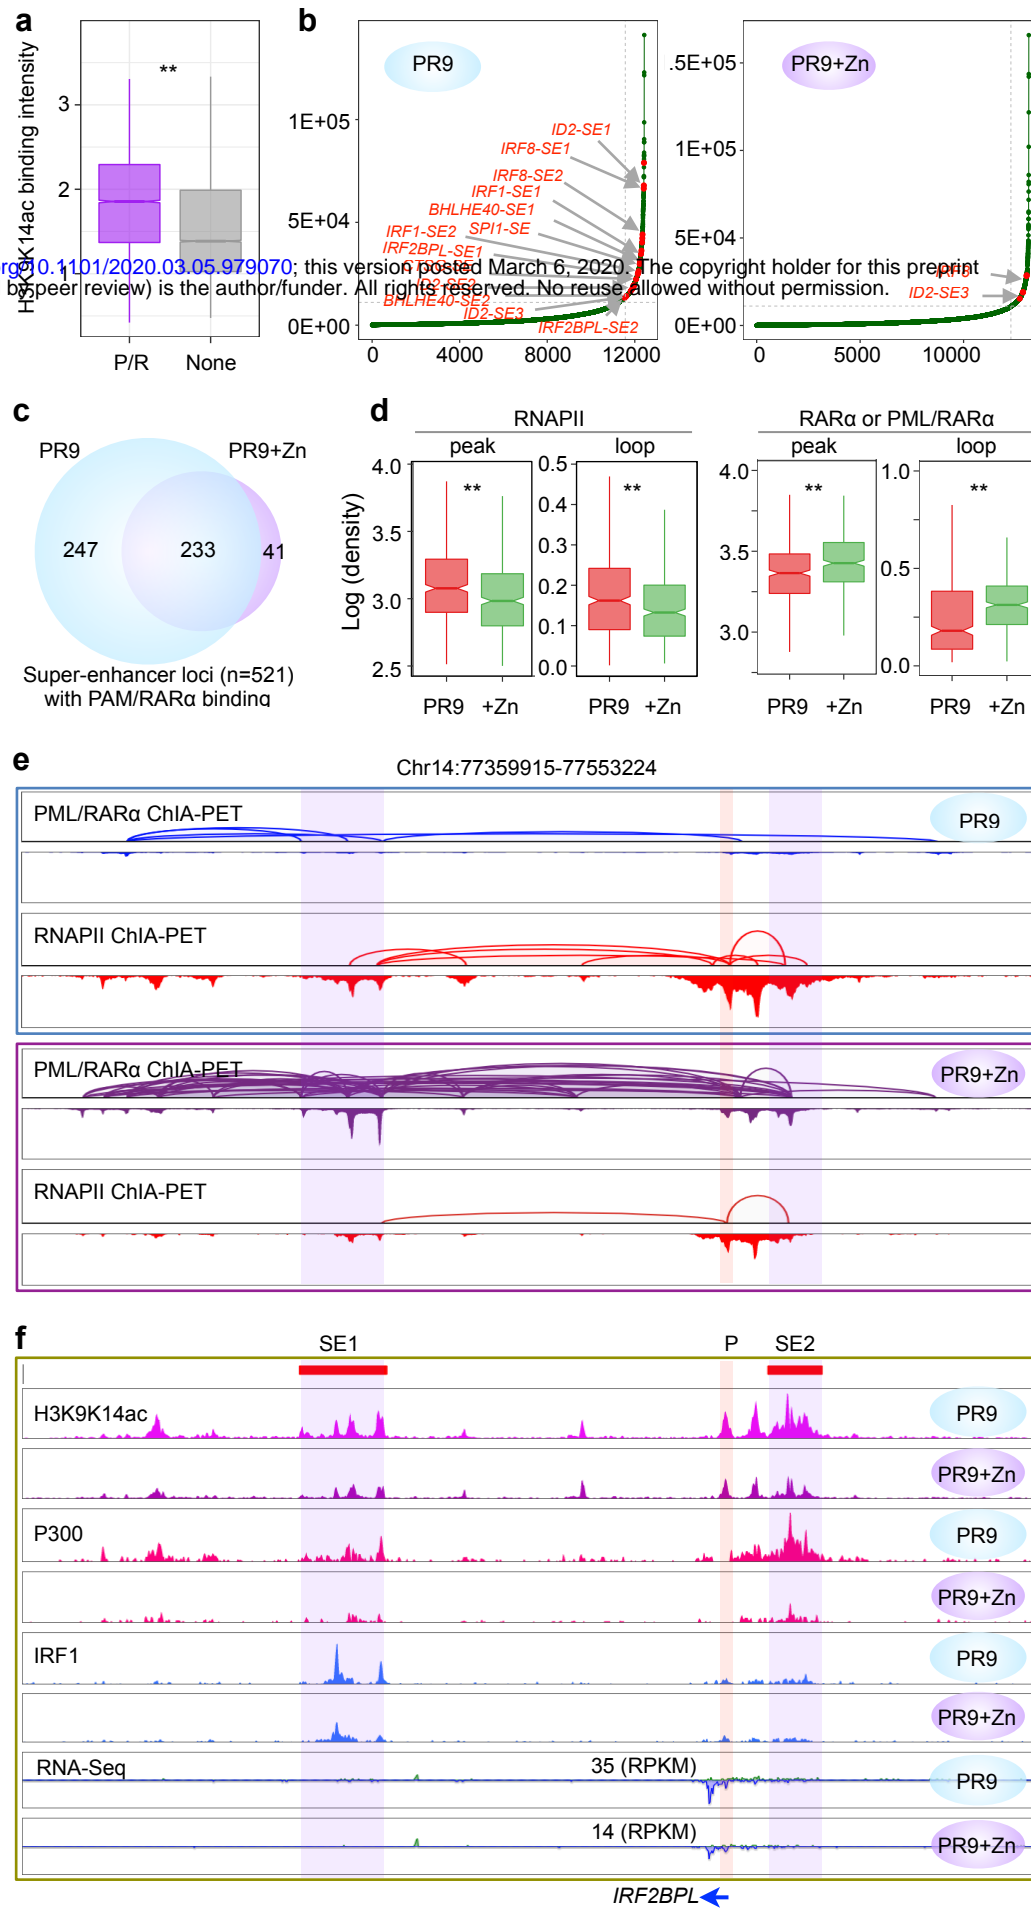 a
H3K9K14ac binding intensity
**
3
2
1
P/R
None
b
PR9
1E+05
5E+04
0E+00
ID2-SE1
IRF8-SE1
IRF8-SE2
IRF1-SE1
BHLHE40-SE1
IRF1-SE2
SPI1-SE
IRF2BPL-SE1
ID2-SE2
BHLHE40-SE2
ID2-SE3
IRF2BPL-SE2
0
4000
8000
12000
PR9+Zn
.5E+05
1E+05
5E+04
0E+00
IRF8
ID2-SE3
0
5000
10000
org/10.1101/2020.03.05.979070; this version posted March 6, 2020. The copyright holder for this preprint
by peer review) is the author/funder. All rights reserved. No reuse allowed without permission.
c
PR9
PR9+Zn
247
233
41
Super-enhancer loci (n=521)
with PAM/RARα binding
d
RNAPII
RARα or PML/RARα
peak
loop
peak
loop
Log (density)
4.0
3.5
3.0
2.5
**
PR9
+Zn
0.5
0.4
0.3
0.2
0.1
0.0
**
PR9
+Zn
4.0
3.5
3.0
**
PR9
+Zn
1.0
0.5
0.0
**
PR9
+Zn
e
Chr14:77359915-77553224
PML/RARα ChIA-PET
PR9
RNAPII ChIA-PET
PML/RARα ChIA-PET
PR9+Zn
RNAPII ChIA-PET
f
SE1
P
SE2
H3K9K14ac
PR9
PR9+Zn
P300
PR9
PR9+Zn
IRF1
PR9
PR9+Zn
RNA-Seq
35 (RPKM)
PR9
14 (RPKM)
PR9+Zn
IRF2BPL